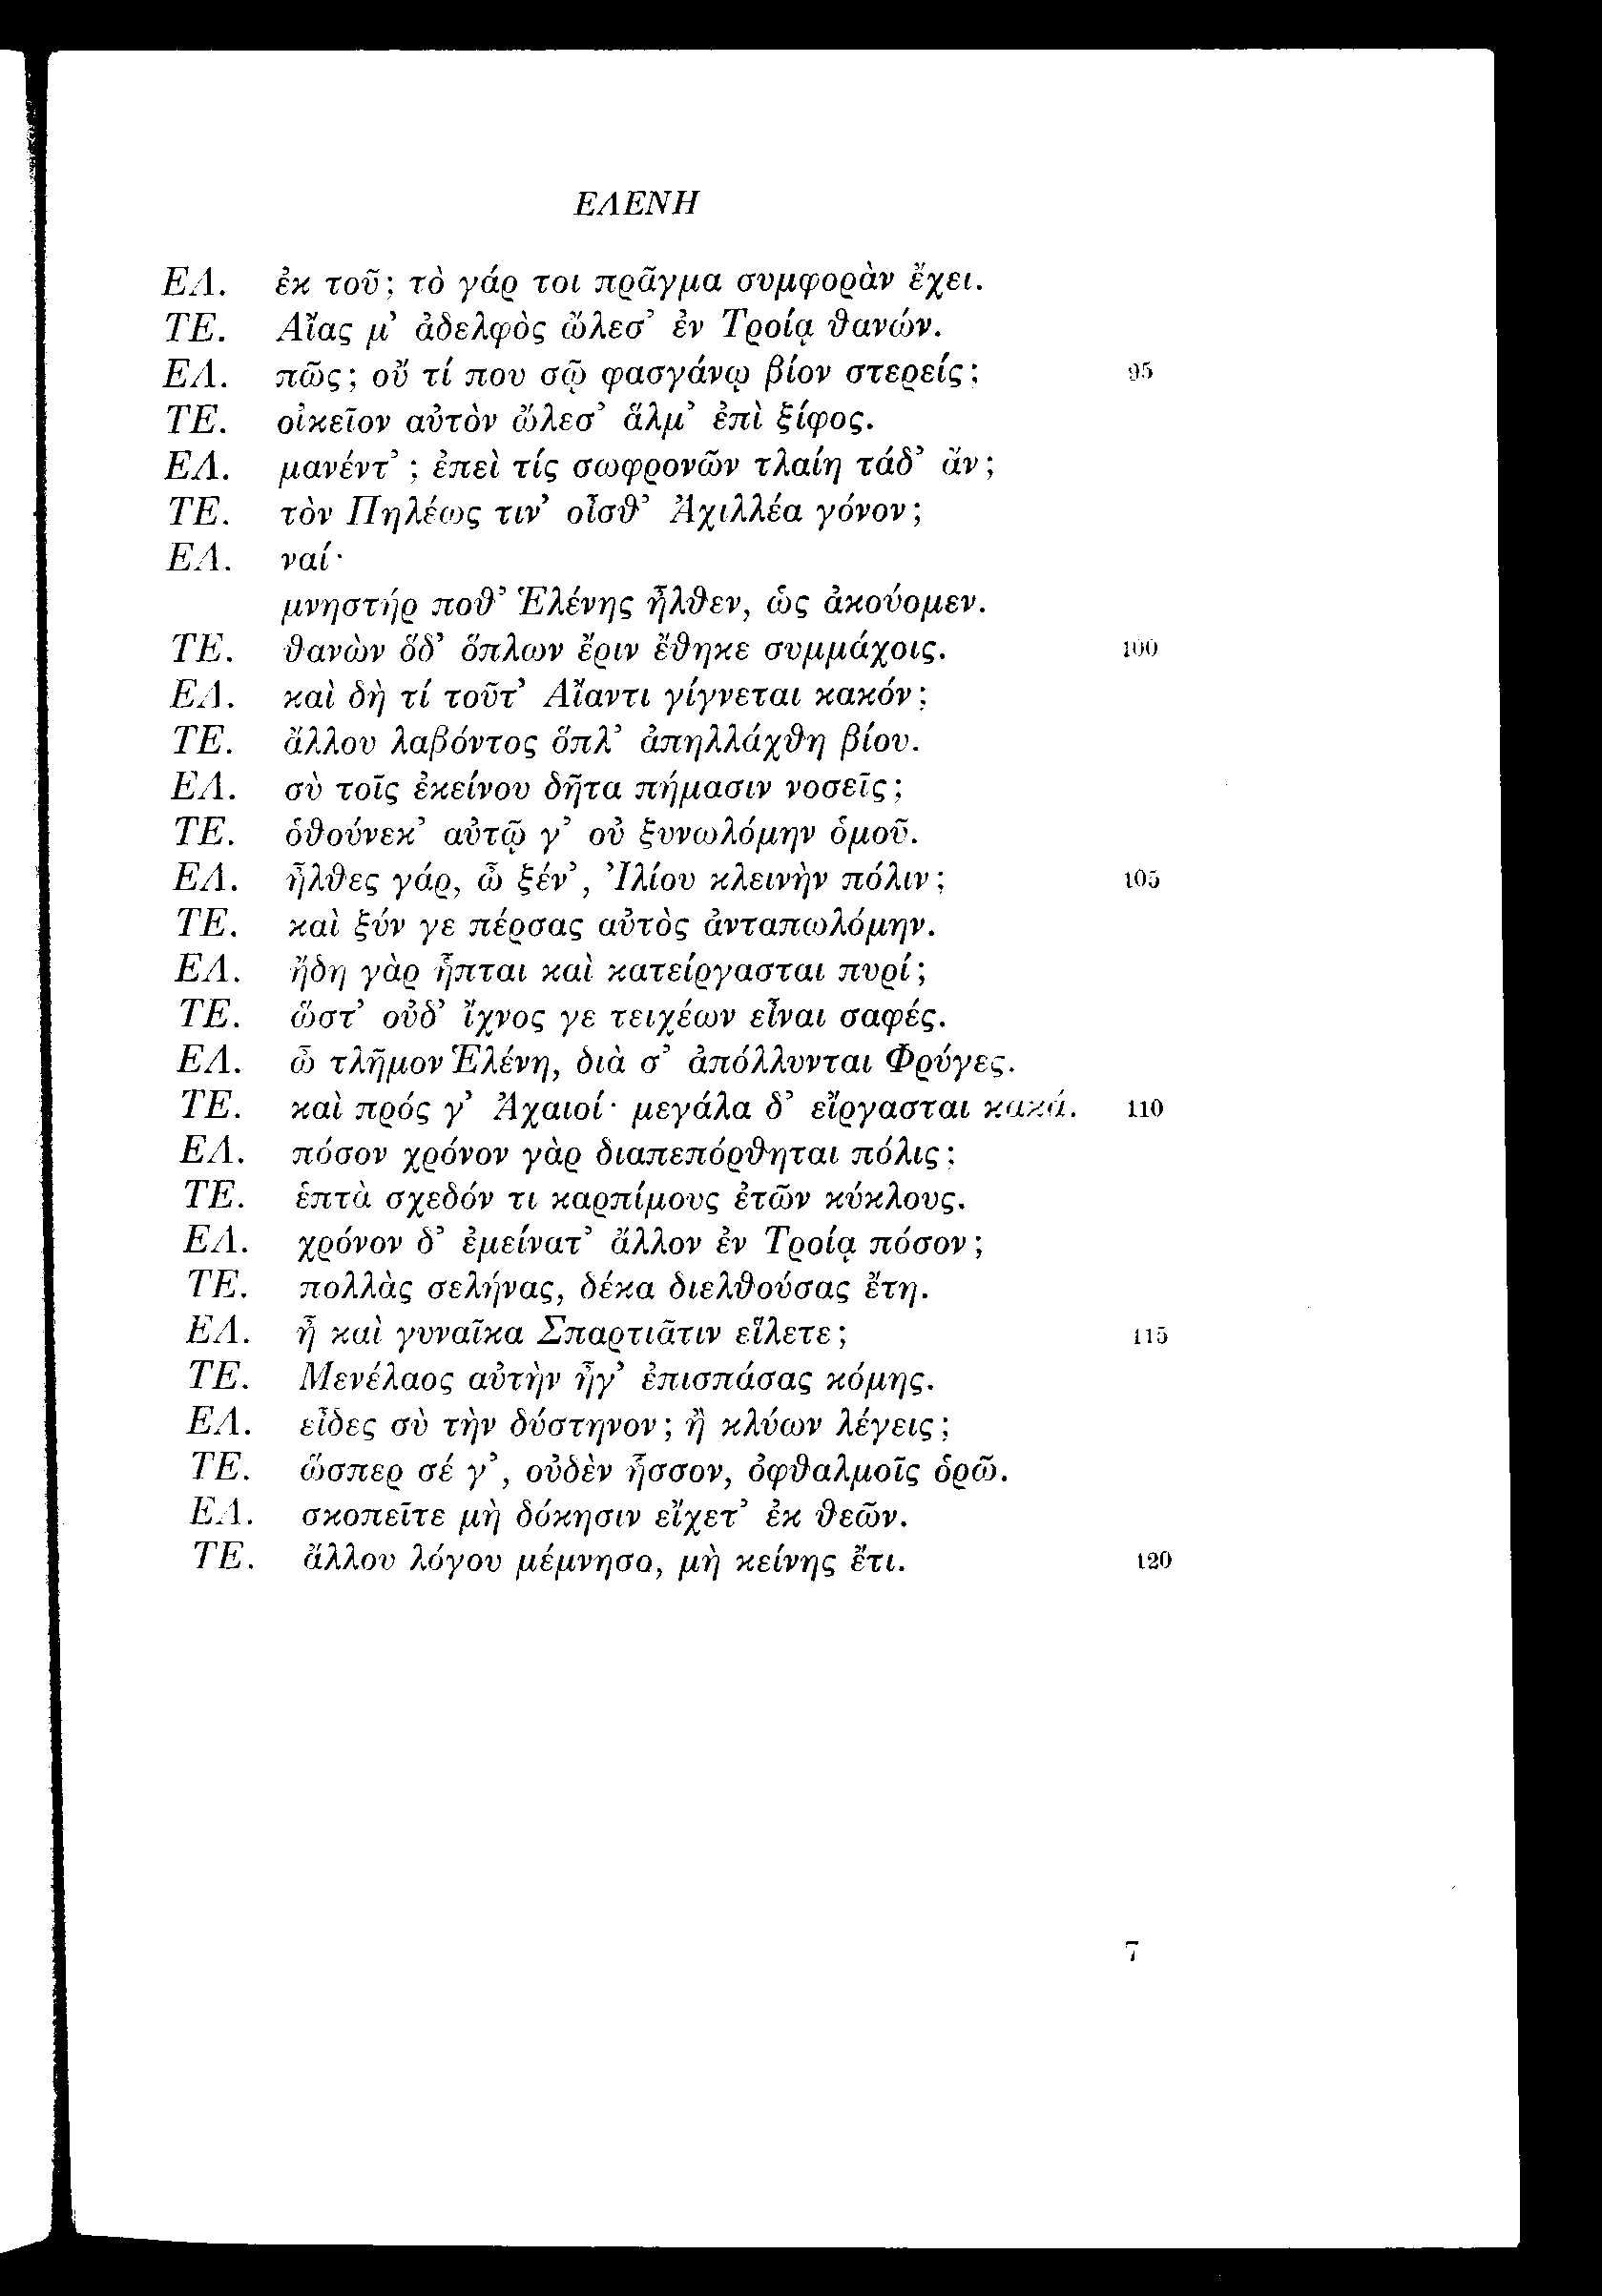 ΕΛΕΝΗ
ΕΛ. ἐκ τοῦ; τὸ γάρ τοι πρᾶγμα συμφορὰν ἔχει.
ΤΕ. Αἴας μ’ ἀδελφὸς ὤλεσ’ ἐν Τροίᾳ θανών.
ΕΛ. πῶς; οὔ τί που σῷ φασγάνῳ βίον στερείς; 95
ΤΕ. οἰκεῖον αὐτὸν ὤλεσ’ ἅλμ’ ἐπὶ ξίφος.
ΕΛ. μανέντ’; ἐπεὶ τίς σωφρονῶν τλαίη τάδ’ ἄν;
ΤΕ. τὸν Πηλέως τιν’ οἶσθ’ Ἀχιλλέα γόνον;
ΕΛ. ναί·
μνηστήρ ποθ’ Ἑλένης ἦλθεν, ὡς ἀκούομεν.
ΤΕ. θανὼν ὅδ’ ὅπλων ἔριν ἔθηκε συμμάχοις. 100
ΕΛ. καὶ δὴ τί τοῦτ’ Αἴαντι γίγνεται κακόν;
ΤΕ. ἄλλου λαβόντος ὅπλ’ ἀπηλλάχθη βίου.
ΕΛ. σὺ τοῖς ἐκείνου δῆτα πήμασιν νοσεῖς;
ΤΕ. ὁθούνεκ’ αὐτῷ γ’ οὐ ξυνωλόμην ὁμοῦ.
ΕΛ. ἦλθες γάρ, ὦ ξέν’, Ἰλίου κλεινὴν πόλιν; 105
ΤΕ. καὶ ξύν γε πέρσας αὐτὸς ἀνταπωλόμην.
ΕΛ. ἤδη γὰρ ἧπται καὶ κατείργασται πυρί;
ΤΕ. ὥστ’ οὐδ’ ἴχνος γε τειχέων εἶναι σαφές.
ΕΛ. ὦ τλῆμον Ἑλένη, διὰ σ’ ἀπόλλυνται Φρύγες.
ΤΕ. καὶ πρός γ’ Ἀχαιοί· μεγάλα δ’ εἴργασται κακά. 110
ΕΛ. πόσον χρόνον γὰρ διαπεπόρθηται πόλις;
ΤΕ. ἑπτὰ σχεδόν τι καρπίμους ἐτῶν κύκλους.
ΕΛ. χρόνον δ’ ἐμείνατ’ ἄλλον ἐν Τροίᾳ πόσον;
ΤΕ. πολλὰς σελήνας, δέκα διελθούσας ἔτη.
ΕΛ. ἦ καὶ γυναῖκα Σπαρτιᾶτιν εἵλετε; 115
ΤΕ. Μενέλαος αὐτὴν ἦγ’ ἐπισπάσας κόμης.
ΕΛ. εἶδες σὺ τὴν δύστηνον; ἢ κλύων λέγεις;
ΤΕ. ὥσπερ σέ γ’, οὐδὲν ἧσσον, ὀφθαλμοῖς ὁρῶ.
ΕΛ. σκοπεῖτε μὴ δόκησιν εἴχετ’ ἐκ θεῶν.
ΤΕ. ἄλλου λόγου μέμνησο, μὴ κείνης ἔτι. 120
7